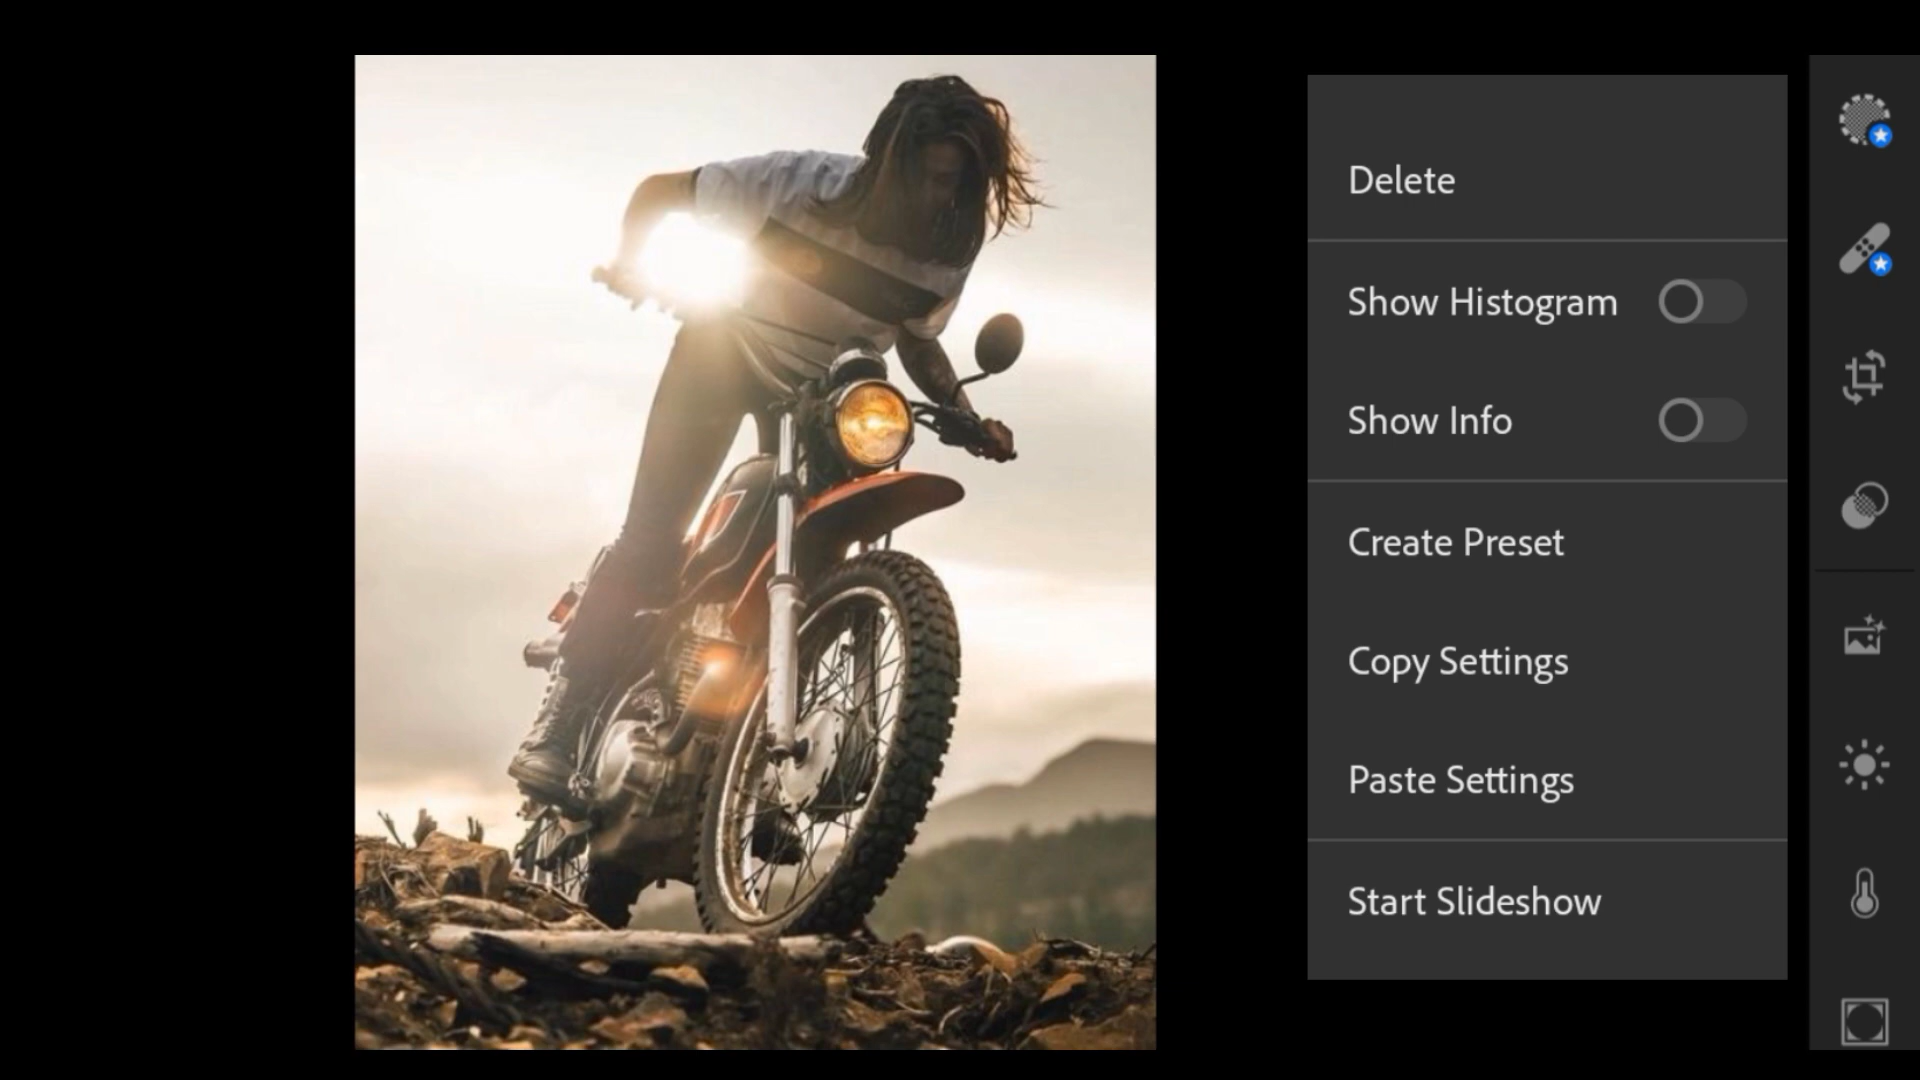 Delete
Show Histogram
Show Info
Create Preset
Copy Settings
Paste Settings
Start Slideshow